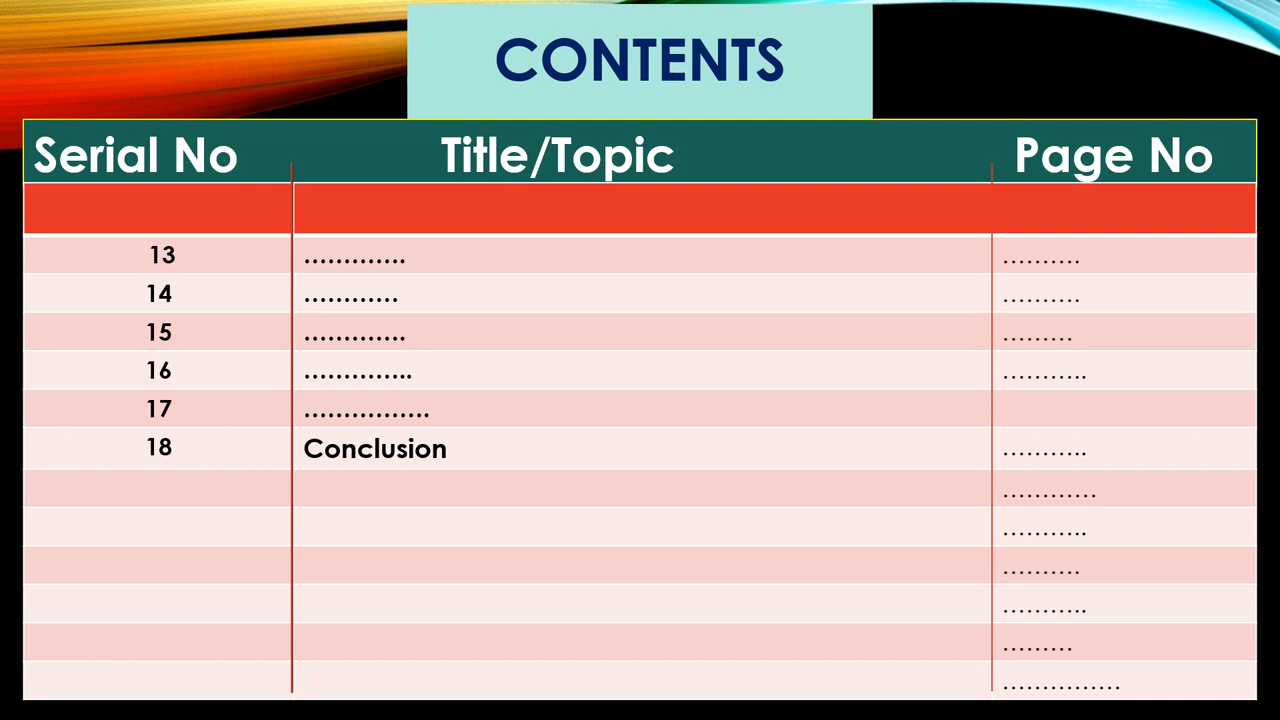 CONTENTS
Serial No Title/Topic Page No
13 …………. ……….
14 ………… ……….
15 …………. ………
16 ………….. ………..
17 …………….
18 Conclusion ………..
…………
………..
……….
………..
………
……………